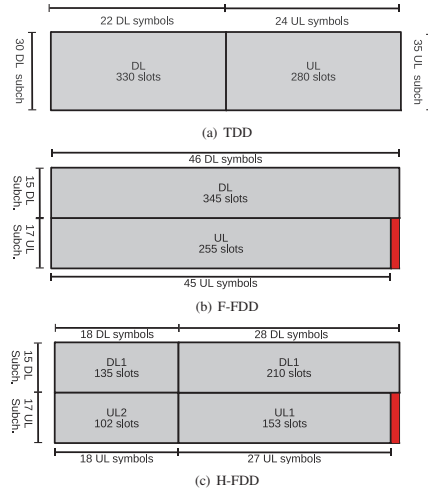 22 DL symbols
24 UL symbols
30 DL subch
DL
330 slots
UL
280 slots
35 UL subch
(a) TDD
46 DL symbols
15 DL
Subch.
DL
345 slots
17 UL
Subch.
UL
255 slots
45 UL symbols
(b) F-FDD
18 DL symbols
28 DL symbols
15 DL
Subch.
DL1
135 slots
DL1
210 slots
17 UL
Subch.
UL2
102 slots
UL1
153 slots
18 UL symbols
27 UL symbols
(c) H-FDD